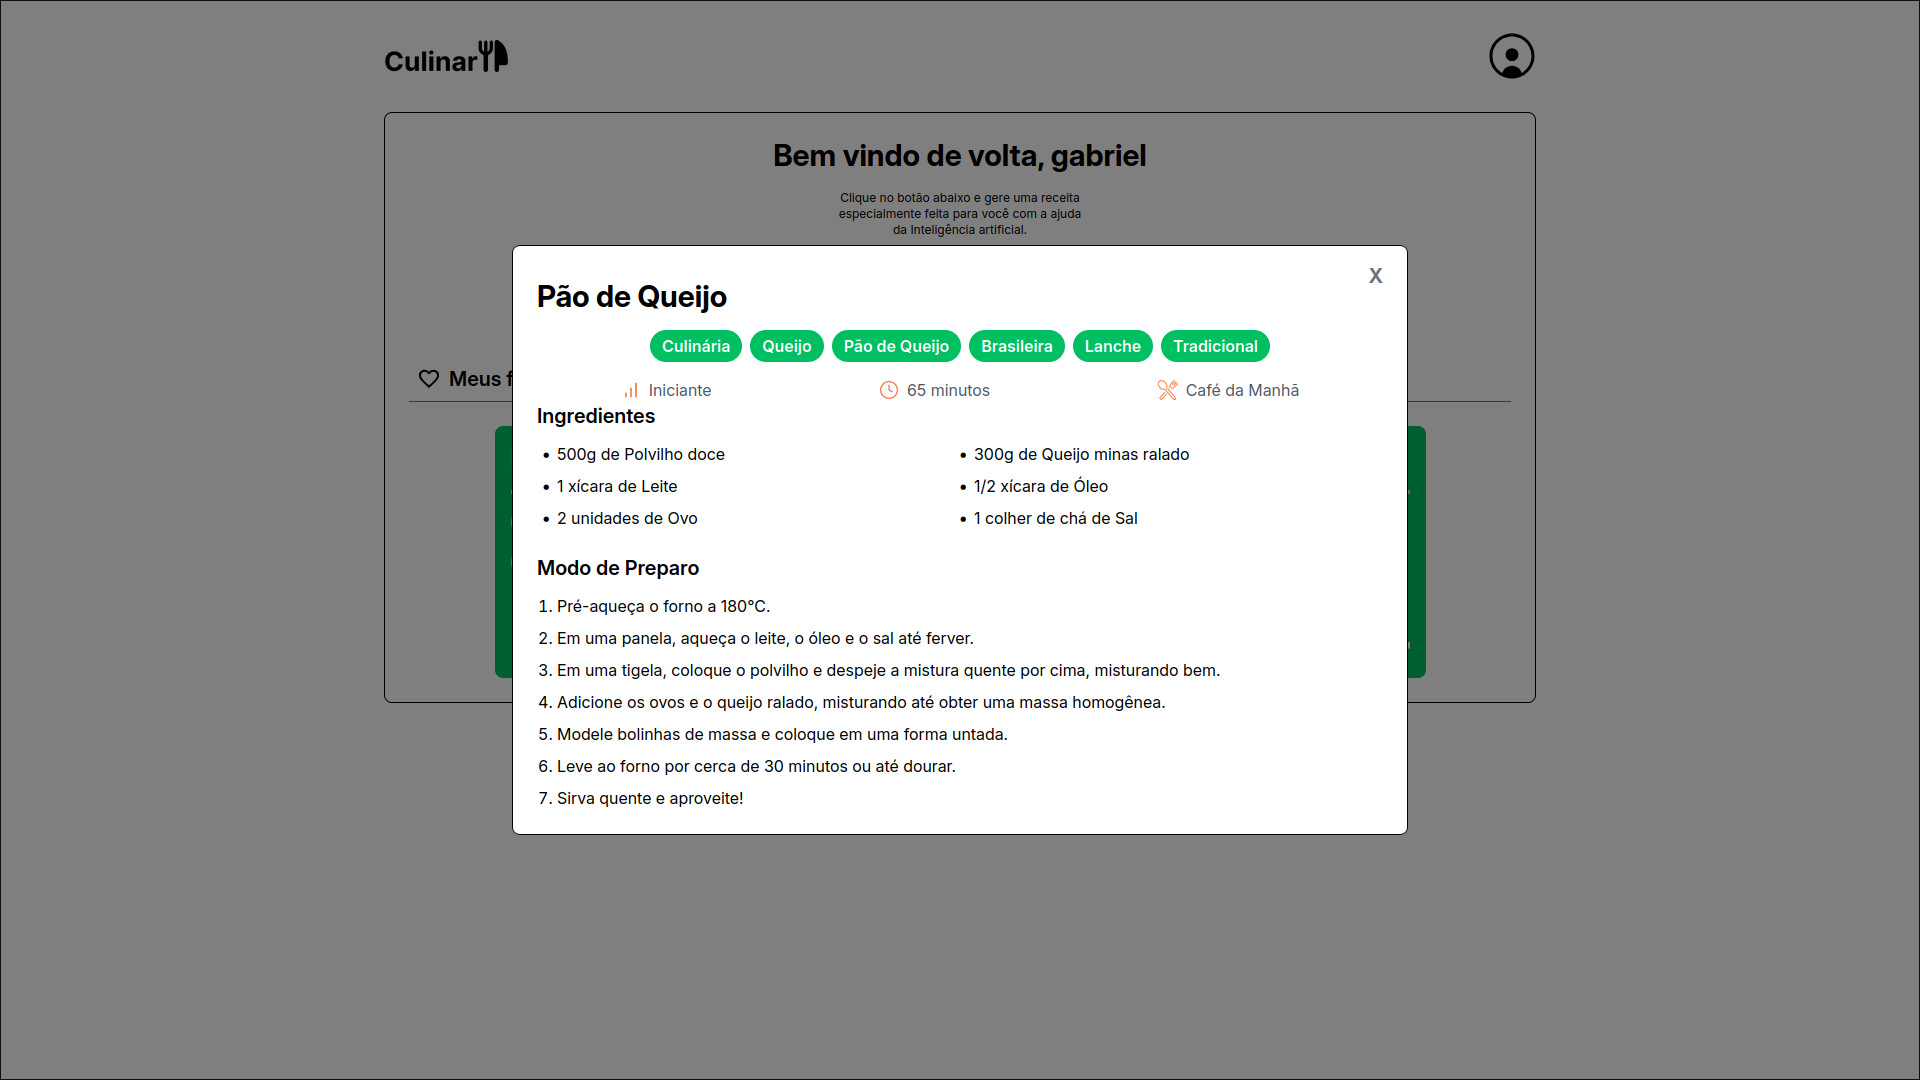 Culinar
Bem vindo de volta, gabriel
Clique no botão abaixo e gere uma receita
especialmente feita para você com a ajuda
da Inteligência artificial.
X
Pão de Queijo
Culinária Queijo Pão de Queijo Brasileira Lanche Tradicional
Meus f
Iniciante 65 minutos Café da Manhã
Ingredientes
• 500g de Polvilho doce
• 300g de Queijo minas ralado
• 1 xícara de Leite
• 1/2 xícara de Óleo
• 2 unidades de Ovo
• 1 colher de chá de Sal
Modo de Preparo
1. Pré-aqueça o forno a 180°C.
2. Em uma panela, aqueça o leite, o óleo e o sal até ferver.
3. Em uma tigela, coloque o polvilho e despeje a mistura quente por cima, misturando bem.
4. Adicione os ovos e o queijo ralado, misturando até obter uma massa homogênea.
5. Modele bolinhas de massa e coloque em uma forma untada.
6. Leve ao forno por cerca de 30 minutos ou até dourar.
7. Sirva quente e aproveite!